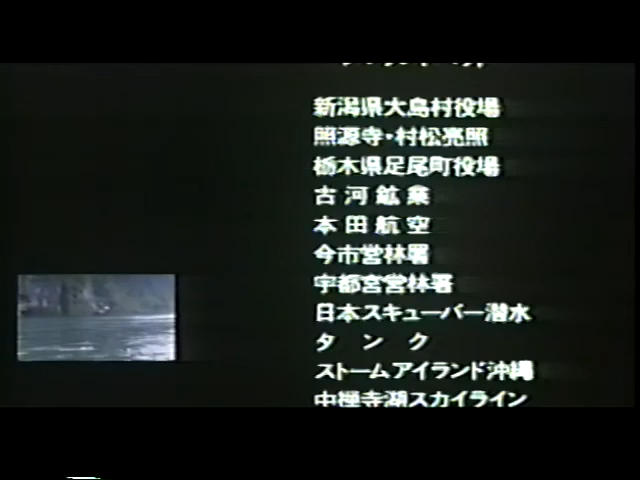 新潟県大島村役場
照源寺・村松亮照
栃木県足尾町役場
古河鉱業
本田航空
今市営林署
宇都宮営林署
日本スキューバー潜水
タンク
ストームアイランド沖縄
中禅寺湖スカイライン